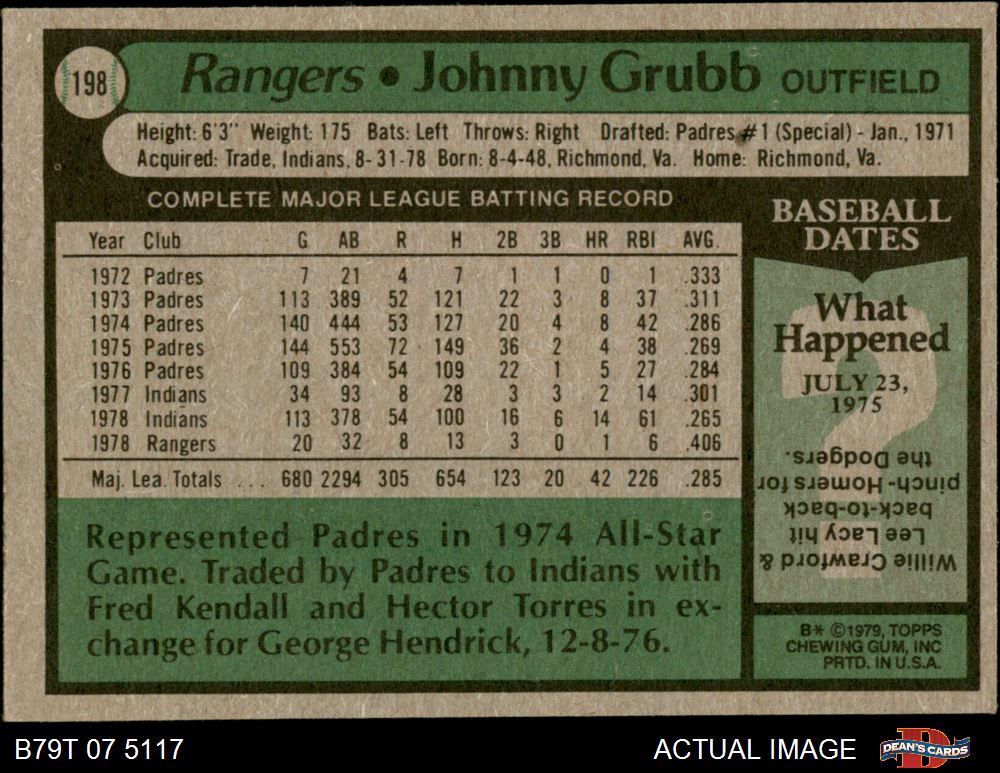 198
Rangers • Johnny Grubb OUTFIELD
Height: 6'3" Weight: 175 Bats: Left Throws: Right Drafted: Padres #1 (Special) - Jan., 1971
Acquired: Trade, Indians, 8-31-78 Born: 8-4-48, Richmond, Va. Home: Richmond, Va.
COMPLETE MAJOR LEAGUE BATTING RECORD
Year Club G AB R H 2B 3B HR RBI AVG.
1972 Padres 7 21 4 7 1 1 0 1 .333
1973 Padres 113 389 52 121 22 3 8 37 .311
1974 Padres 140 444 53 127 20 4 8 42 .286
1975 Padres 144 553 72 149 36 2 4 38 .269
1976 Padres 109 384 54 109 22 1 5 27 .284
1977 Indians 34 93 8 28 3 3 2 14 .301
1978 Indians 113 378 54 100 16 6 14 61 .265
1978 Rangers 20 32 8 13 3 0 1 6 .406
Maj. Lea. Totals ... 680 2294 305 654 123 20 42 226 .285
Represented Padres in 1974 All-Star
Game. Traded by Padres to Indians with
Fred Kendall and Hector Torres in ex-
change for George Hendrick, 12-8-76.
BASEBALL
DATES
What
Happened
JULY 23,
1975
Willie Crawford &
Lee Lacy hit
back-to-back
pinch-Homers for
the Dodgers.
B* ©1979, TOPPS
CHEWING GUM, INC
PRTD. IN U.S.A.
B79T 07 5117
ACTUAL IMAGE
DEAN'S CARDS